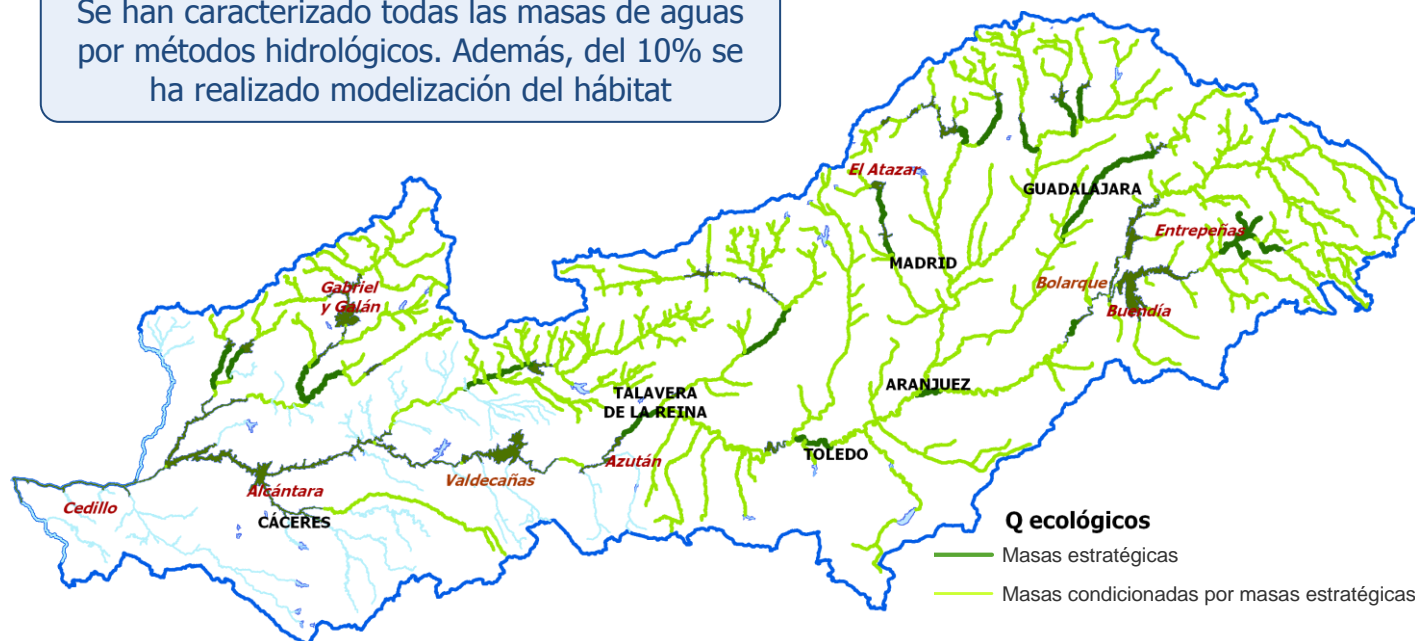 Se han caracterizado todas las masas de aguas
por métodos hidrológicos. Además, del 10% se
ha realizado modelización del hábitat
El Atazar
GUADALAJARA
Entrepeñas
MADRID
Bolarque
Gabriel
y Galán
Buendía
ARANJUEZ
TALAVERA
DE LA REINA
TOLEDO
Azután
Valdecañas
Alcántara
Cedillo
CÁCERES
Q ecológicos
Masas estratégicas
Masas condicionadas por masas estratégicas